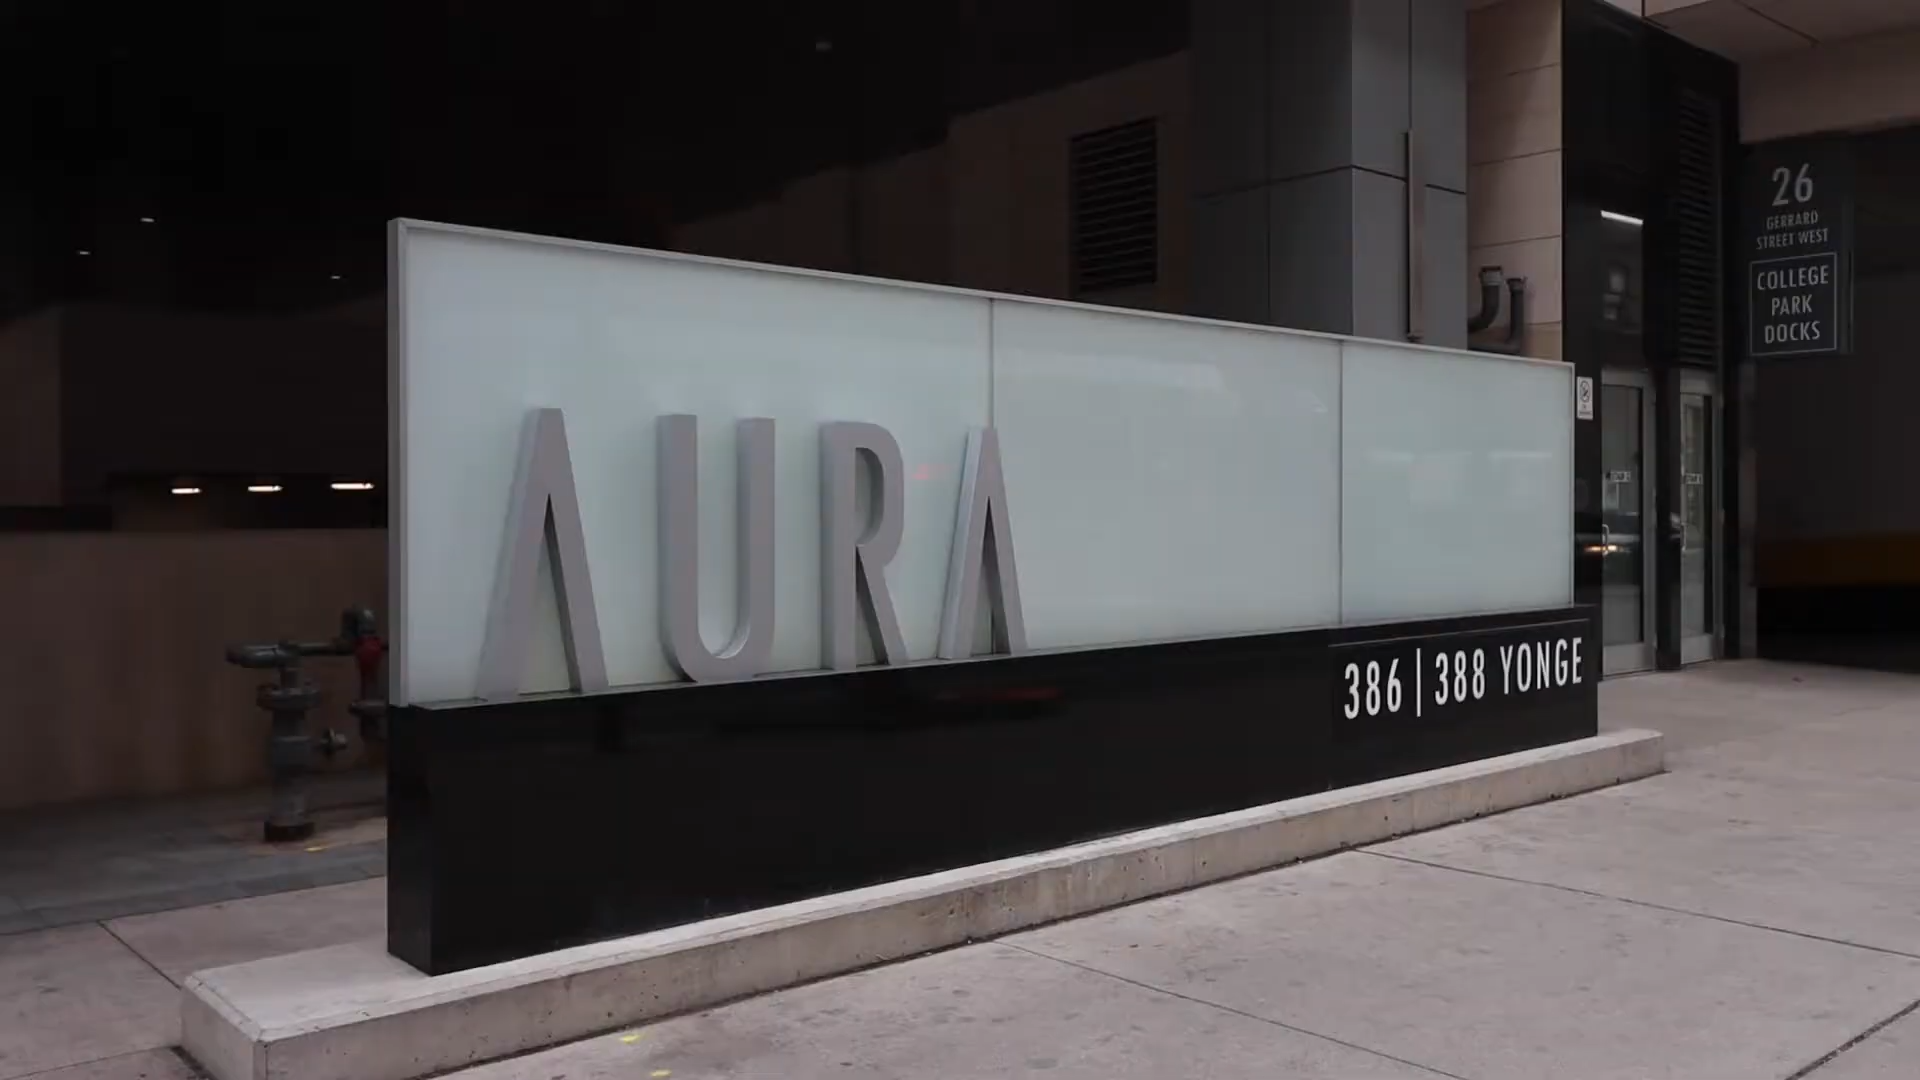 AURA
386 | 388 YONGE
26
GERRARD
STREET WEST
COLLEGE
PARK
DOCKS